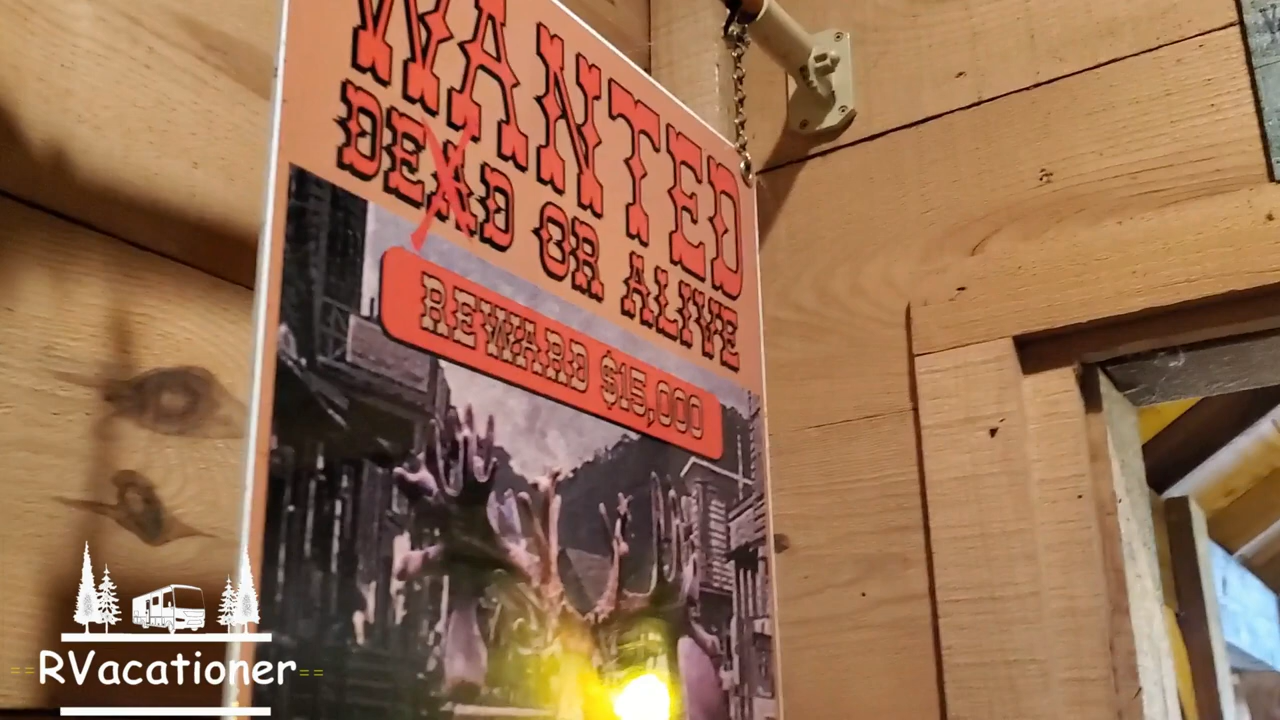 WANTED
DEAD OR ALIVE
REWARD $15,000
==RVacationer==